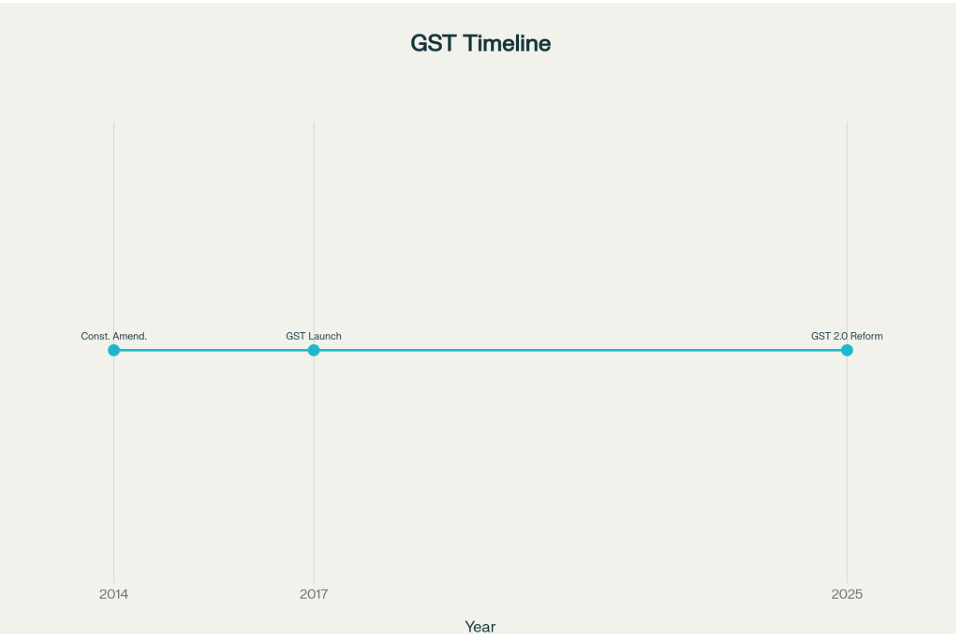 GST Timeline
Const. Amend.
GST Launch
GST 2.0 Reform
2014
2017
2025
Year